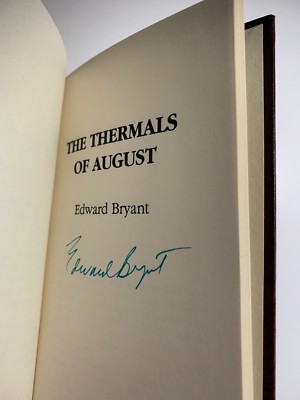 THE THERMALS
OF AUGUST
Edward Bryant
Edward Bryant